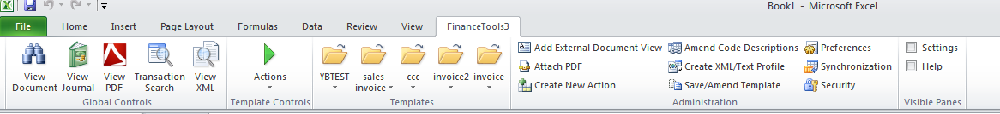 Book1 - Microsoft Excel
File Home Insert Page Layout Formulas Data Review View FinanceTools3
View Document
View Journal
View PDF
Transaction Search
View XML
Global Controls
Actions
Template Controls
YBTEST
sales invoice
ccc
invoice2
invoice
Templates
Add External Document View
Attach PDF
Create New Action
Amend Code Descriptions
Create XML/Text Profile
Save/Amend Template
Preferences
Synchronization
Security
Administration
Settings
Help
Visible Panes